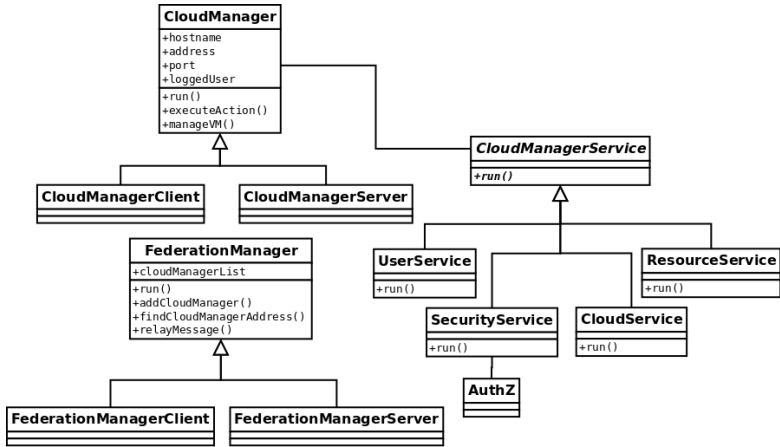 CloudManager
+hostname
+address
+port
+loggedUser
+run()
+executeAction()
+manageVM()
CloudManagerService
+run()
CloudManagerClient
CloudManagerServer
FederationManager
+cloudManagerList
+run()
+addCloudManager()
+findCloudManagerAddress()
+relayMessage()
UserService
+run()
ResourceService
+run()
SecurityService
+run()
CloudService
+run()
AuthZ
FederationManagerClient
FederationManagerServer